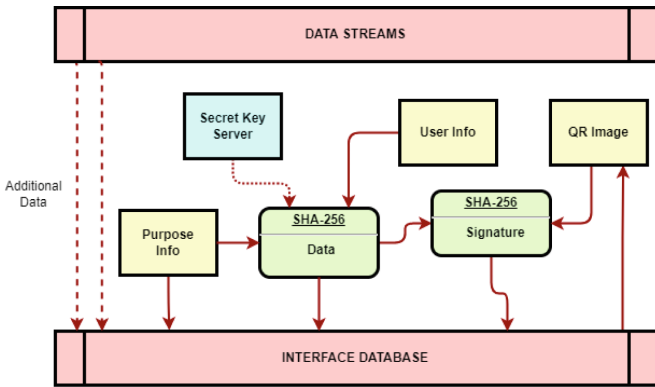 DATA STREAMS
Secret Key
Server
User Info
QR Image
Additional
Data
SHA-256
Data
SHA-256
Signature
Purpose
Info
INTERFACE DATABASE